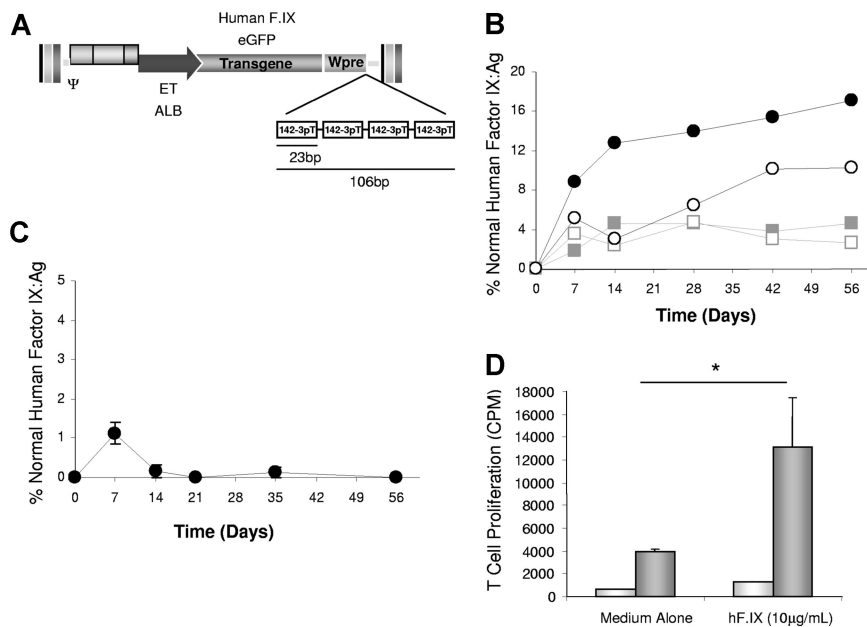 A
Human F.IX
eGFP
Transgene
Wpre
Ψ
ET
ALB
142-3pT 142-3pT 142-3pT 142-3pT
23bp
106bp
B
% Normal Human Factor IX:Ag
20
16
12
8
4
0
0 7 14 21 28 35 42 49 56
Time (Days)
C
% Normal Human Factor IX:Ag
5
4
3
2
1
0
0 7 14 21 28 35 42 49 56
Time (Days)
D
T Cell Proliferation (CPM)
18000
16000
14000
12000
10000
8000
6000
4000
2000
0
*
Medium Alone hF.IX (10µg/mL)